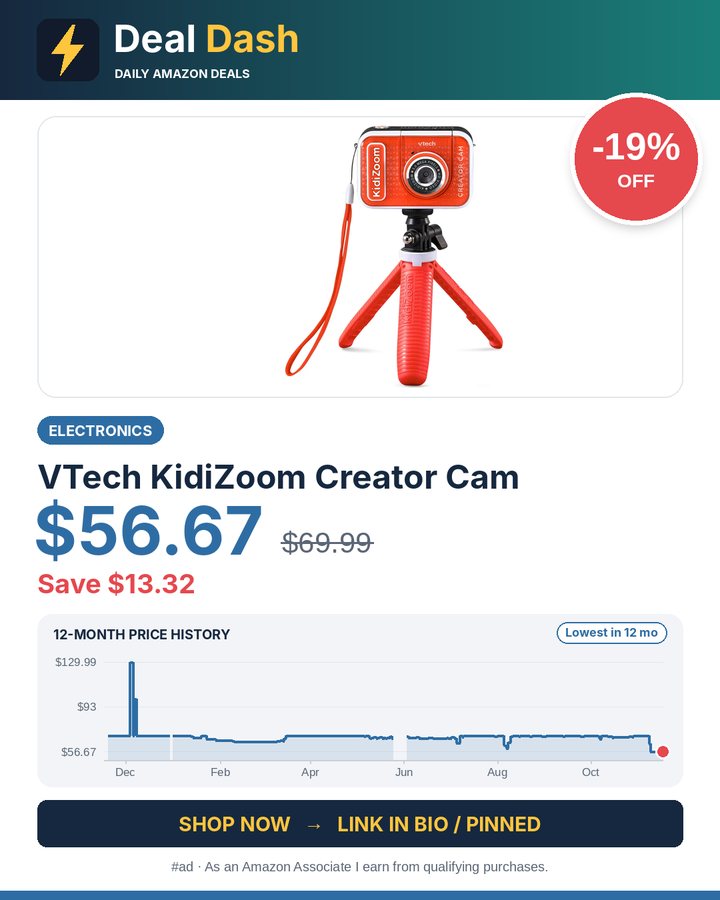 Deal Dash
DAILY AMAZON DEALS
-19%
OFF
vtech
KidiZoom
CREATOR CAM
ELECTRONICS
VTech KidiZoom Creator Cam
$56.67 $69.99
Save $13.32
12-MONTH PRICE HISTORY
Lowest in 12 mo
$129.99
$93
$56.67
Dec Feb Apr Jun Aug Oct
SHOP NOW → LINK IN BIO / PINNED
#ad · As an Amazon Associate I earn from qualifying purchases.